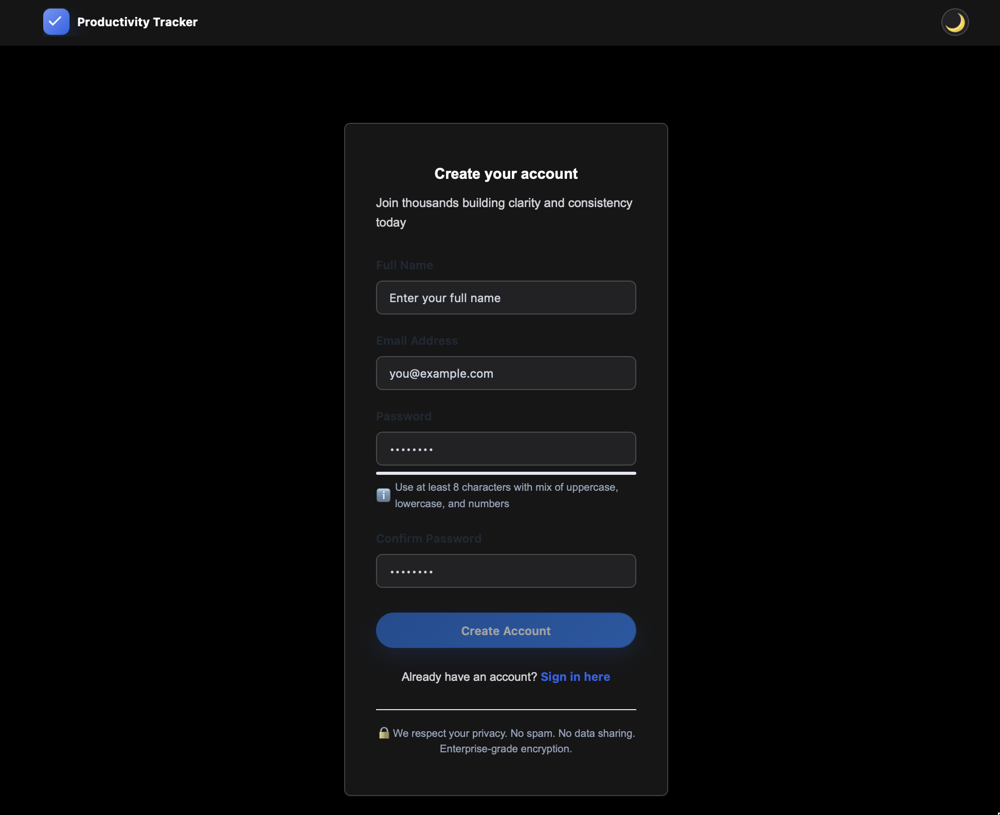 Productivity Tracker
Create your account
Join thousands building clarity and consistency
today
Full Name
Enter your full name
Email Address
you@example.com
Password
••••••••
Use at least 8 characters with mix of uppercase,
lowercase, and numbers
Confirm Password
••••••••
Create Account
Already have an account? Sign in here
We respect your privacy. No spam. No data sharing.
Enterprise-grade encryption.